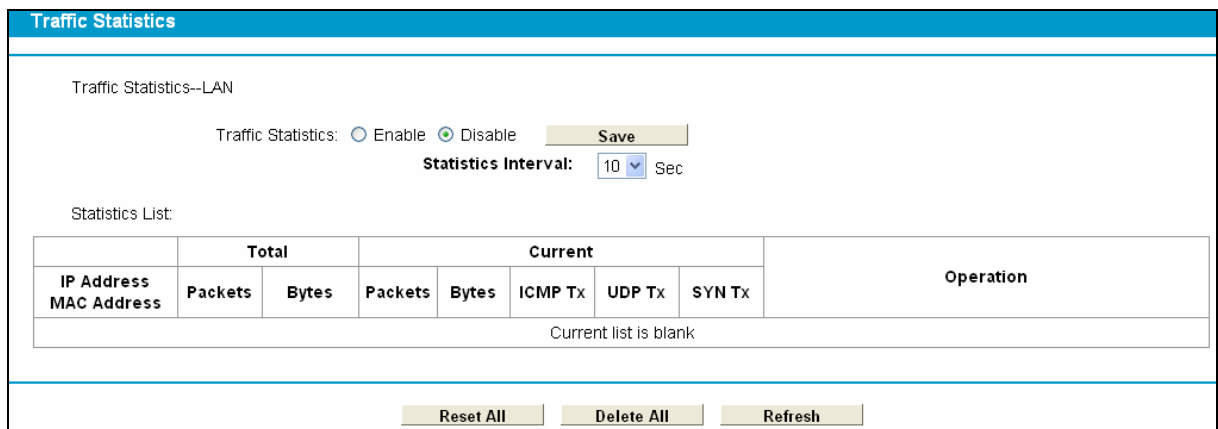 Traffic Statistics
Traffic Statistics--LAN
Traffic Statistics: Enable Disable Save
Statistics Interval: 10 Sec
Statistics List:
Total Current Operation
IP Address MAC Address Packets Bytes Packets Bytes ICMP Tx UDP Tx SYN Tx
Current list is blank
Reset All Delete All Refresh